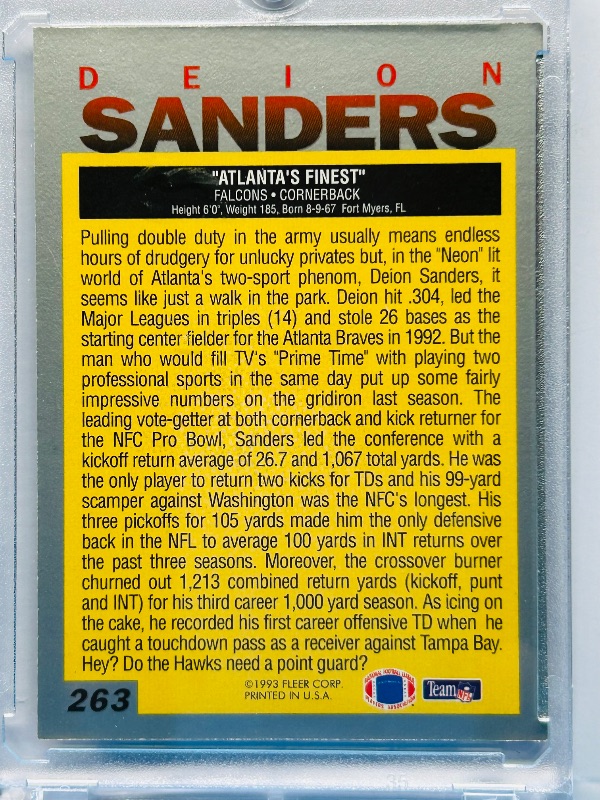 DEION
SANDERS
"ATLANTA'S FINEST"
FALCONS • CORNERBACK
Height 6'0", Weight 185, Born 8-9-67 Fort Myers, FL
Pulling double duty in the army usually means endless
hours of drudgery for unlucky privates but, in the "Neon" lit
world of Atlanta's two-sport phenom, Deion Sanders, it
seems like just a walk in the park. Deion hit .304, led the
Major Leagues in triples (14) and stole 26 bases as the
starting center fielder for the Atlanta Braves in 1992. But the
man who would fill TV's "Prime Time" with playing two
professional sports in the same day put up some fairly
impressive numbers on the gridiron last season. The
leading vote-getter at both cornerback and kick returner for
the NFC Pro Bowl, Sanders led the conference with a
kickoff return average of 26.7 and 1,067 total yards. He was
the only player to return two kicks for TDs and his 99-yard
scamper against Washington was the NFC's longest. His
three pickoffs for 105 yards made him the only defensive
back in the NFL to average 100 yards in INT returns over
the past three seasons. Moreover, the crossover burner
churned out 1,213 combined return yards (kickoff, punt
and INT) for his third career 1,000 yard season. As icing on
the cake, he recorded his first career offensive TD when he
caught a touchdown pass as a receiver against Tampa Bay.
Hey? Do the Hawks need a point guard?
263
©1993 FLEER CORP.
PRINTED IN U.S.A.
NATIONAL FOOTBALL LEAGUE
PLAYERS ASSOCIATION
Team NFL